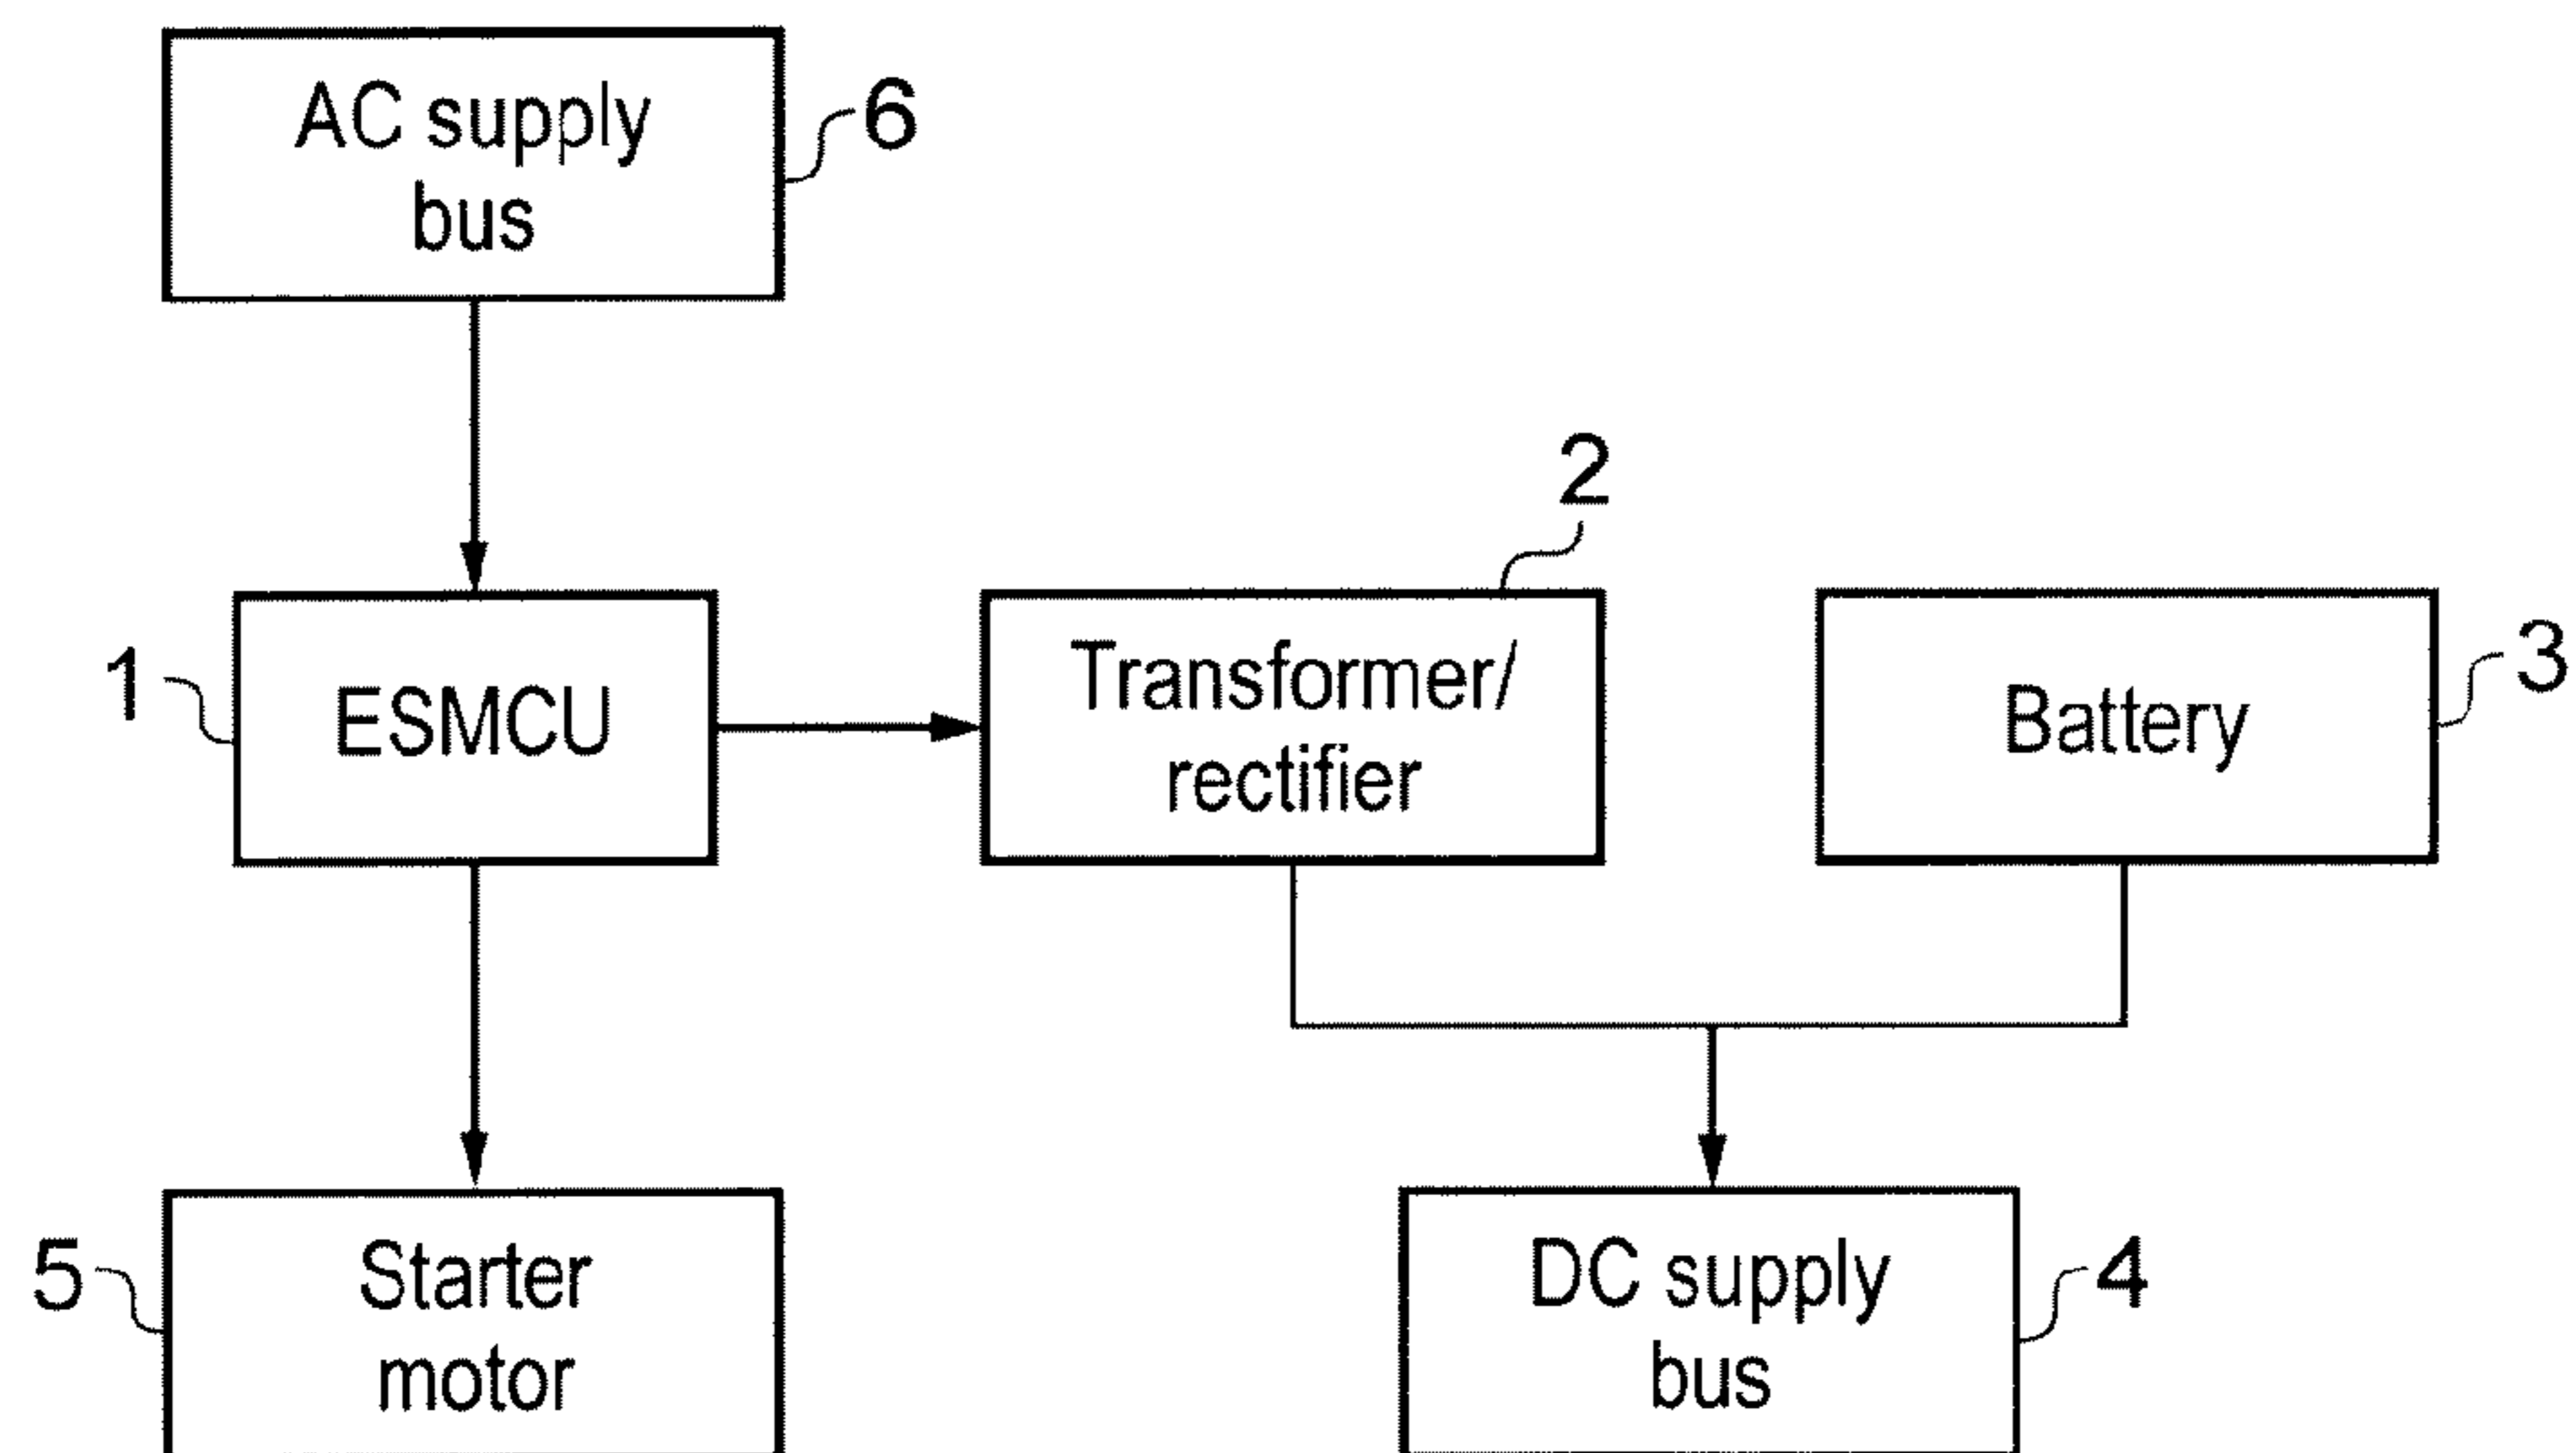 AC supply
bus
6
2
1
ESMCU
Transformer/
rectifier
Battery
3
5
Starter
motor
DC supply
bus
4